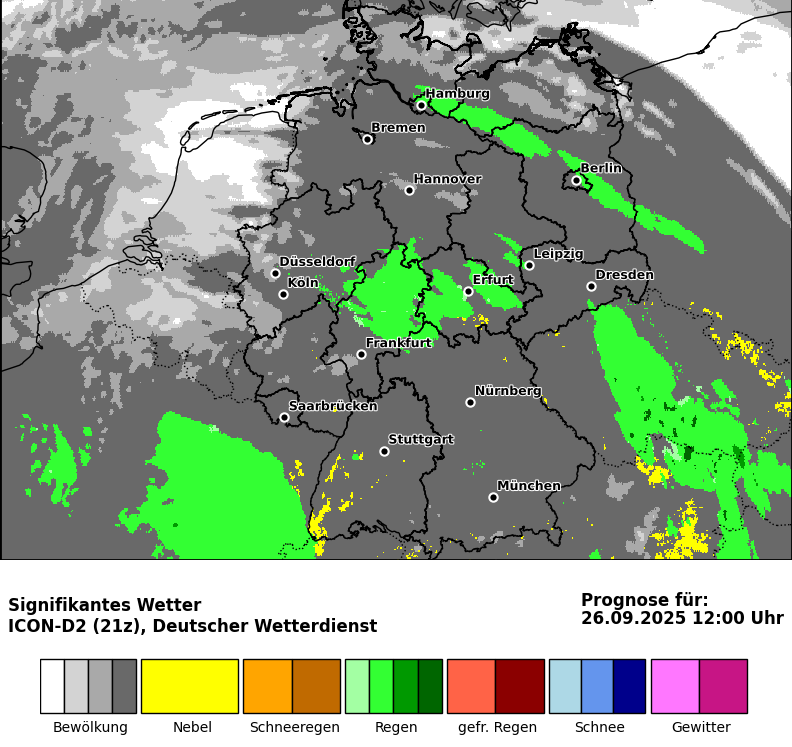 Hamburg
Bremen
Berlin
Hannover
Leipzig
Düsseldorf
Dresden
Köln
Erfurt
Frankfurt
Nürnberg
Saarbrücken
Stuttgart
München
Signifikantes Wetter
ICON-D2 (21z), Deutscher Wetterdienst
Prognose für:
26.09.2025 12:00 Uhr
Bewölkung
Nebel
Schneeregen
Regen
gefr. Regen
Schnee
Gewitter